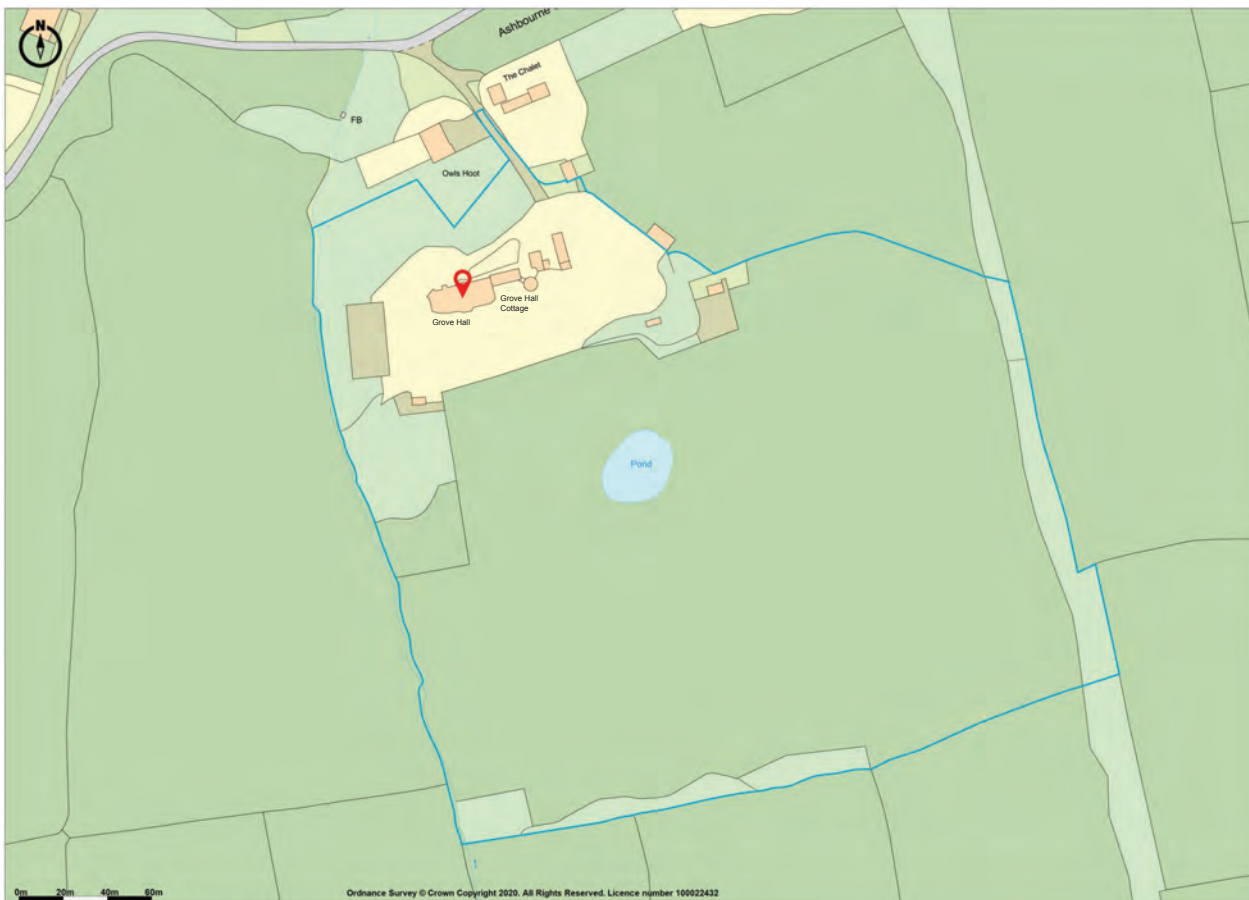 N
Ashbourne
The Chalet
FB
Owls Hoot
Grove Hall
Cottage
Grove Hall
Pond
0m 20m 40m 60m
Ordnance Survey © Crown Copyright 2020. All Rights Reserved. Licence number 100022432